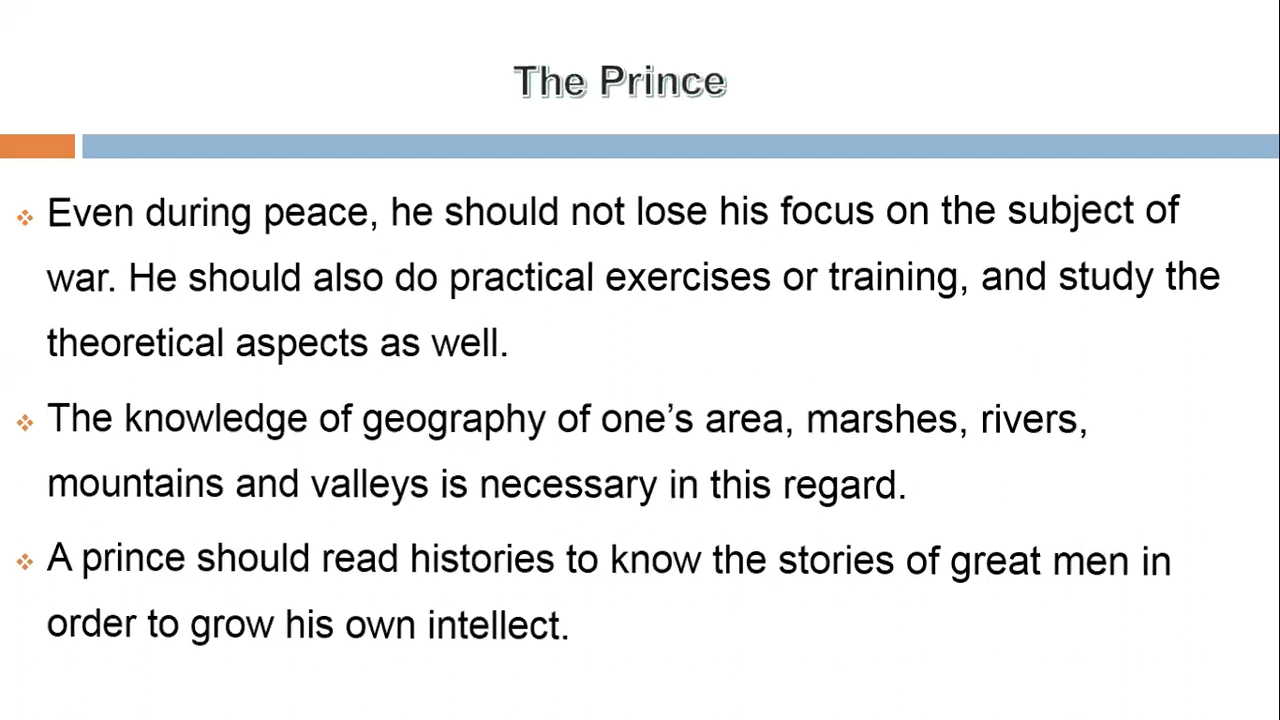 The Prince
Even during peace, he should not lose his focus on the subject of
war. He should also do practical exercises or training, and study the
theoretical aspects as well.
The knowledge of geography of one’s area, marshes, rivers,
mountains and valleys is necessary in this regard.
A prince should read histories to know the stories of great men in
order to grow his own intellect.